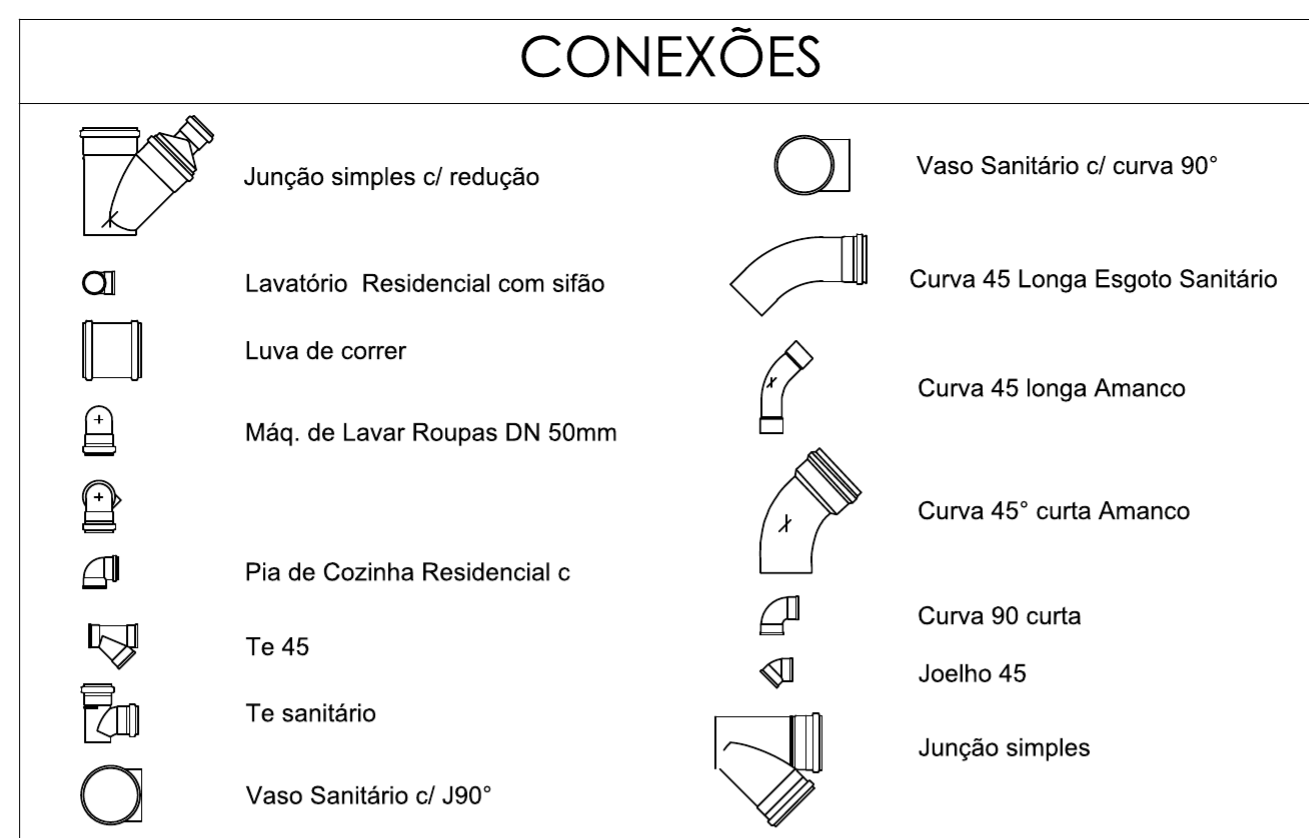 CONEXÕES
Junção simples c/ redução
Lavatório Residencial com sifão
Luva de correr
Máq. de Lavar Roupas DN 50mm
Pia de Cozinha Residencial c
Te 45
Te sanitário
Vaso Sanitário c/ J90°
Vaso Sanitário c/ curva 90°
Curva 45 Longa Esgoto Sanitário
Curva 45 longa Amanco
Curva 45° curta Amanco
Curva 90 curta
Joelho 45
Junção simples